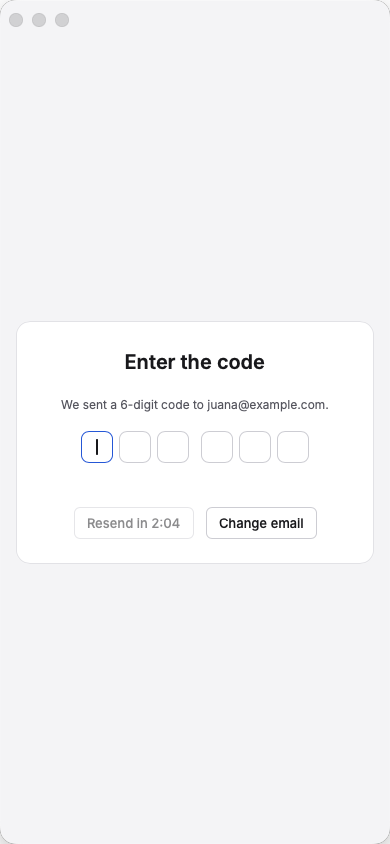 Enter the code
We sent a 6-digit code to juana@example.com.
Resend in 2:04
Change email